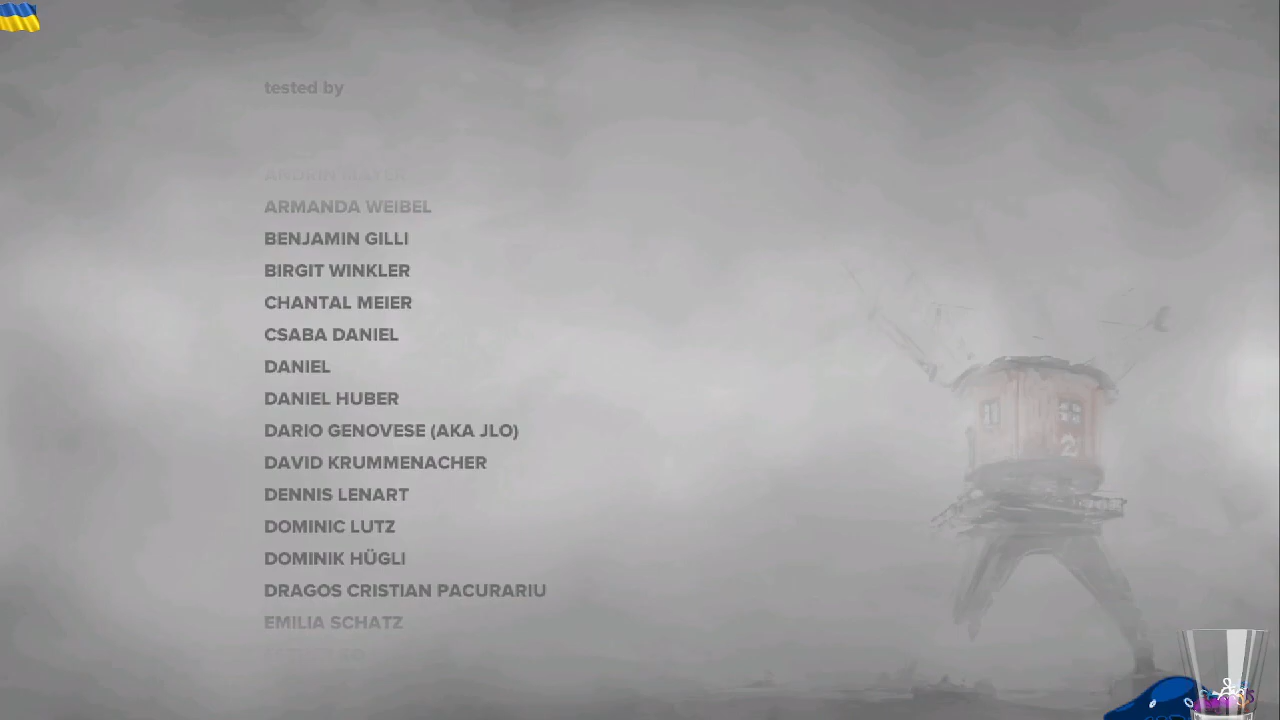 tested by
ARMANDA WEIBEL
BENJAMIN GILLI
BIRGIT WINKLER
CHANTAL MEIER
CSABA DANIEL
DANIEL
DANIEL HUBER
DARIO GENOVESE (AKA JLO)
DAVID KRUMMENACHER
DENNIS LENART
DOMINIC LUTZ
DOMINIK HÜGLI
DRAGOS CRISTIAN PACURARIU
EMILIA SCHATZ
2